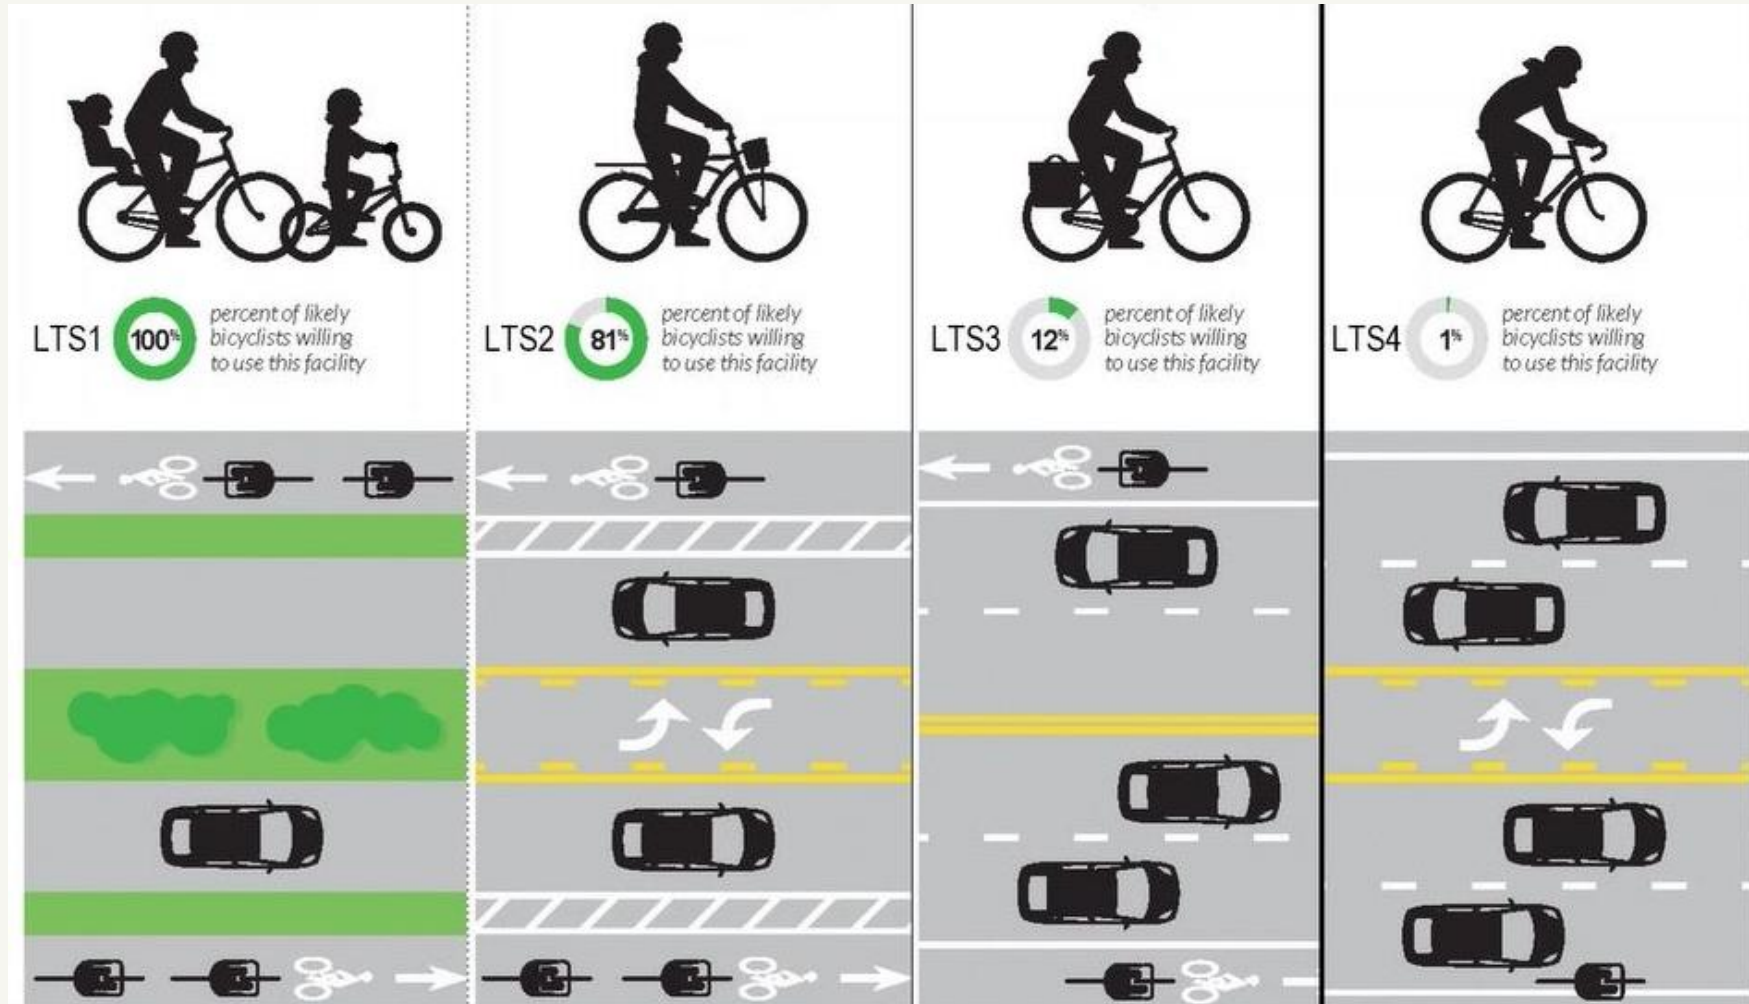 LTS1
100%
percent of likely
bicyclists willing
to use this facility
LTS2
81%
percent of likely
bicyclists willing
to use this facility
LTS3
12%
percent of likely
bicyclists willing
to use this facility
LTS4
1%
percent of likely
bicyclists willing
to use this facility